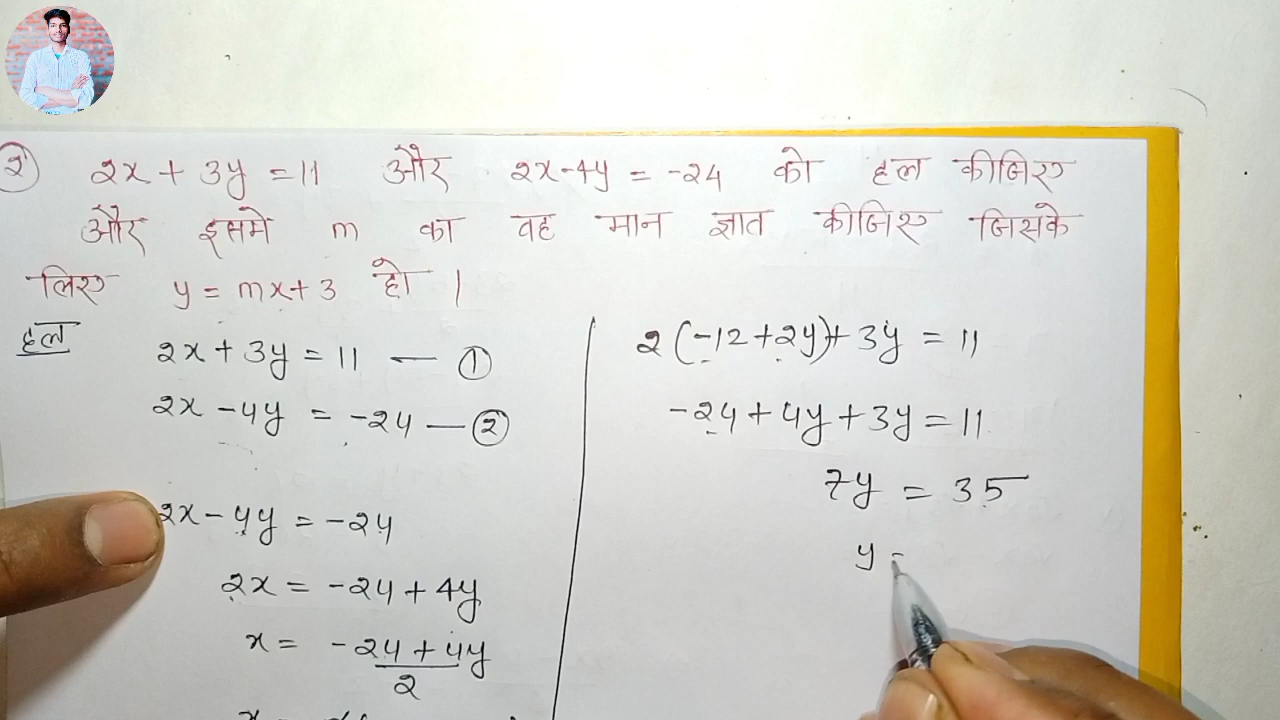 2 2x + 3y = 11 और 2x-4y = -24 को हल कीजिए
और इसमे m का वह मान ज्ञात कीजिए जिसके
लिए y = mx+3 हो ।
हल
2x + 3y = 11 — 1
2x - 4y = -24 — 2
2x - 4y = -24
2x = -24 + 4y
x = -24 + 4y
2
2(-12 + 2y) + 3y = 11
-24 + 4y + 3y = 11
7y = 35
y =